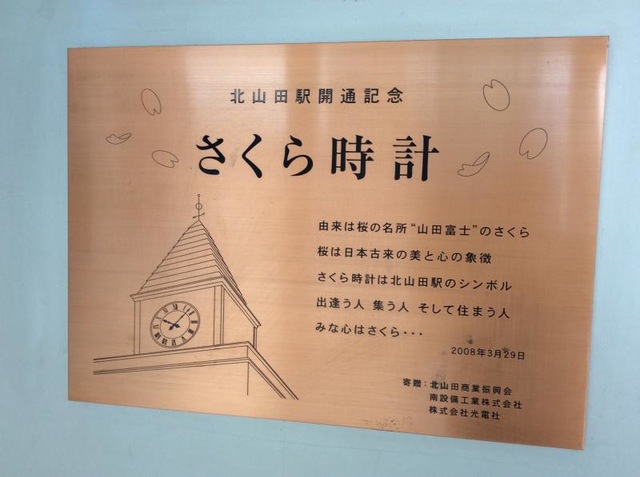 北山田駅開通記念
さくら時計
由来は桜の名所“山田富士”のさくら
桜は日本古来の美と心の象徴
さくら時計は北山田駅のシンボル
出逢う人 集う人 そして住まう人
みな心はさくら・・・
2008年3月29日
寄贈：北山田商業振興会
南設備工業株式会社
株式会社光電社